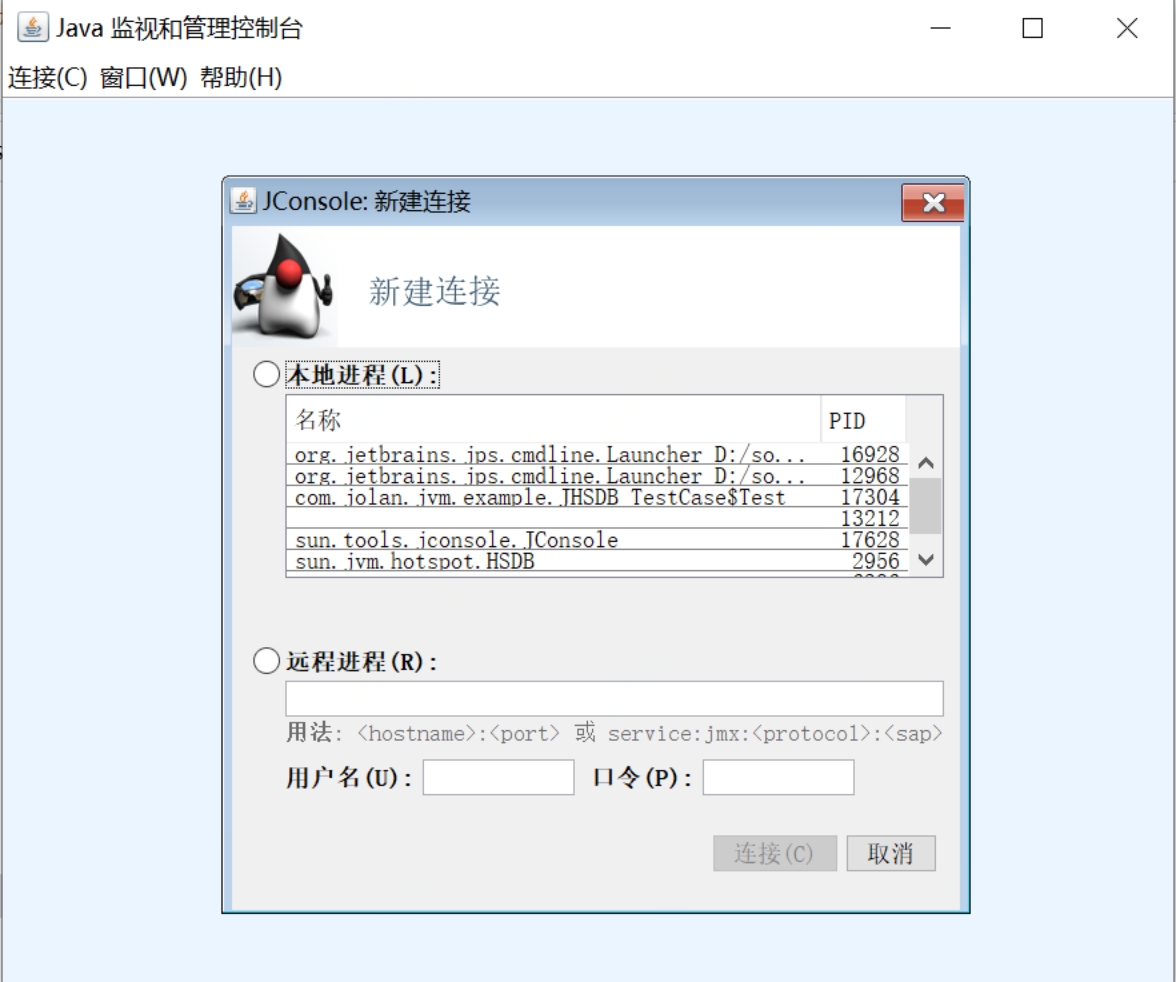 Java 监视和管理控制台
连接(C) 窗口(W) 帮助(H)
JConsole: 新建连接
新建连接
本地进程(L):
名称 PID
org.jetbrains.jps.cmdline.Launcher D:/so... 16928
org.jetbrains.jps.cmdline.Launcher D:/so... 12968
com.jolan.jvm.example.JHSDB_TestCase$Test 17304
13212
sun.tools.jconsole.JConsole 17628
sun.jvm.hotspot.HSDB 2956
远程进程(R):
用法: <hostname>:<port> 或 service:jmx:<protocol>:<sap>
用户名(U): 口令(P):
连接(C) 取消